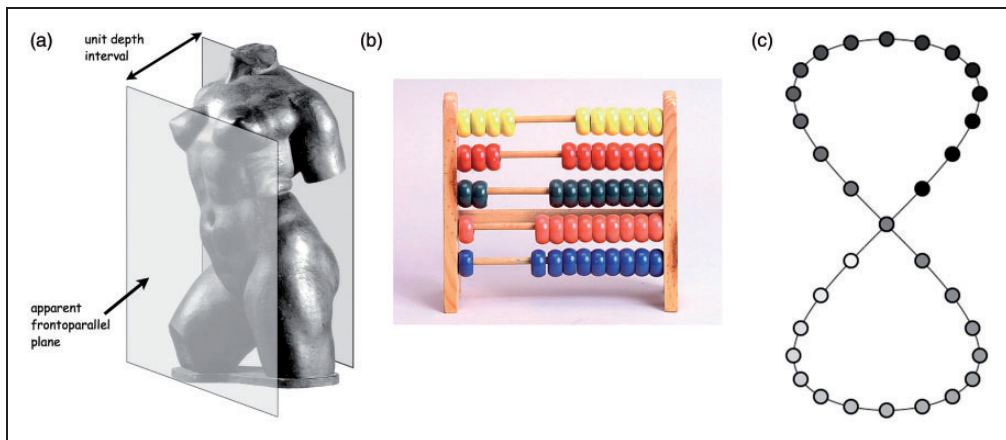 (a)
unit depth
interval
apparent
frontoparallel
plane
(b)
(c)